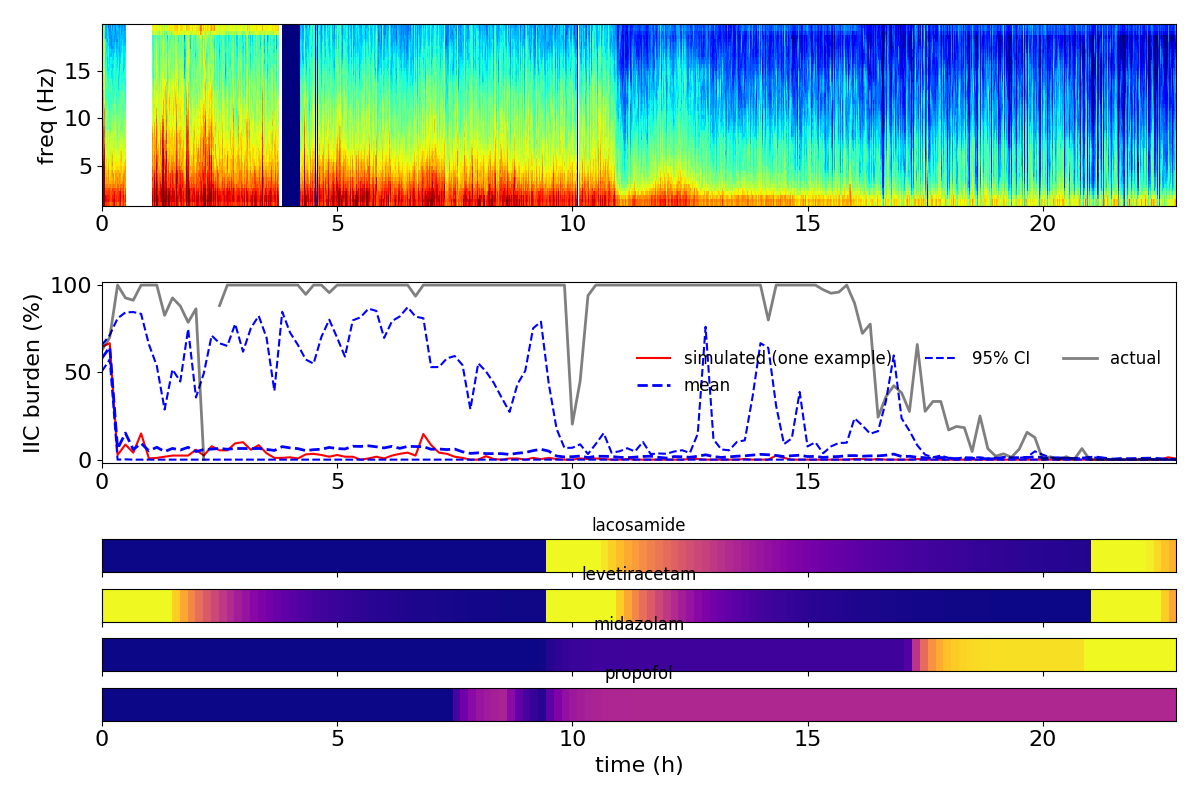 freq (Hz)
15
10
5
0 5 10 15 20
IIC burden (%)
100
50
0
simulated (one example) 95% CI actual
mean
0 5 10 15 20
lacosamide
levetiracetam
midazolam
propofol
0 5 10 15 20
time (h)